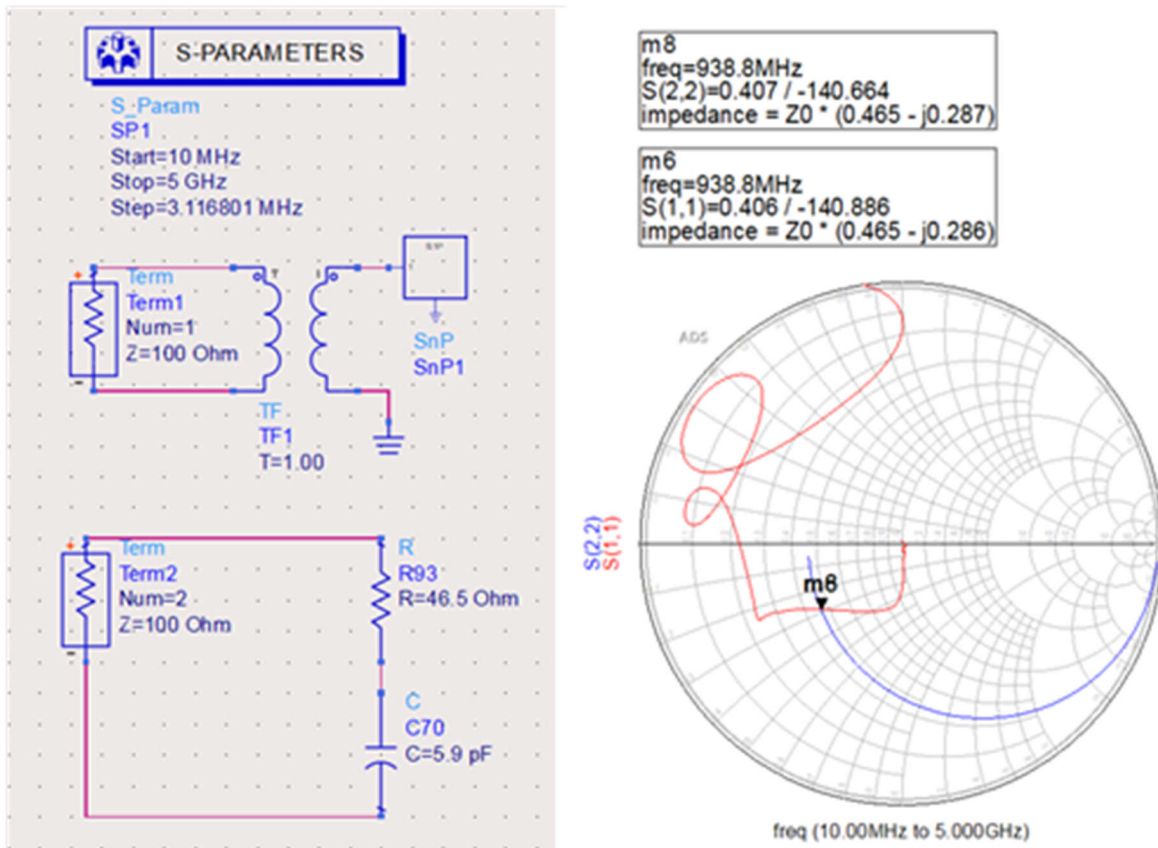 S-PARAMETERS
S_Param
SP1
Start=10 MHz
Stop=5 GHz
Step=3.116801 MHz
+
Term
Term1
Num=1
Z=100 Ohm
-
T
1
TF
TF1
T=1.00
SnP
SnP1
+
Term
Term2
Num=2
Z=100 Ohm
-
R
R93
R=46.5 Ohm
C
C70
C=5.9 pF
m8
freq=938.8MHz
S(2,2)=0.407 / -140.664
impedance = Z0 * (0.465 - j0.287)
m6
freq=938.8MHz
S(1,1)=0.406 / -140.886
impedance = Z0 * (0.465 - j0.286)
ADS
S(2,2)
S(1,1)
m8
freq (10.00MHz to 5.000GHz)